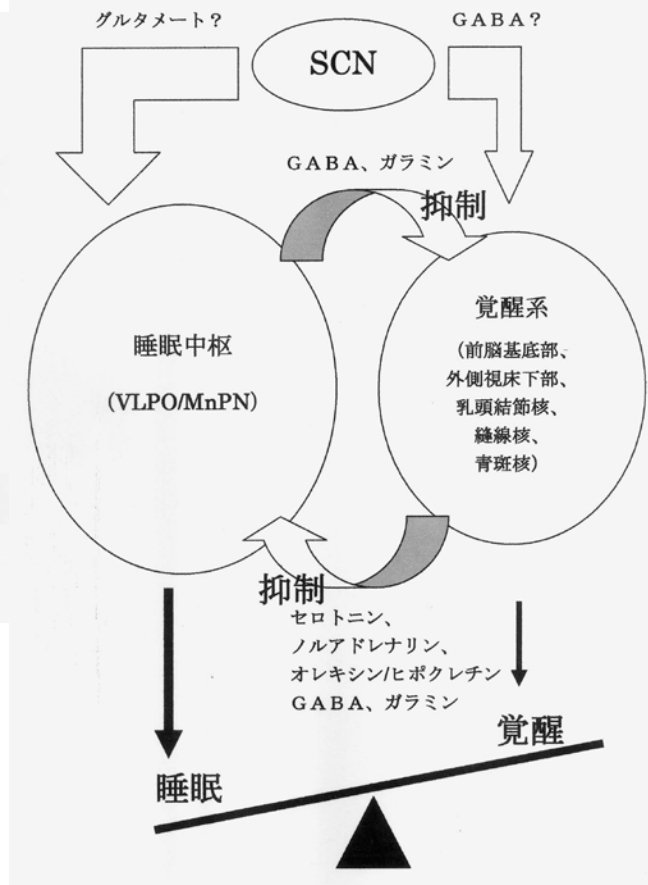 グルタメート？
GABA？
SCN
GABA、ガラミン
抑制
睡眠中枢
(VLPO/MnPN)
覚醒系
(前脳基底部、
外側視床下部、
乳頭結節核、
縫線核、
青斑核)
抑制
セロトニン、
ノルアドレナリン、
オレキシン/ヒポクレチン
GABA、ガラミン
覚醒
睡眠